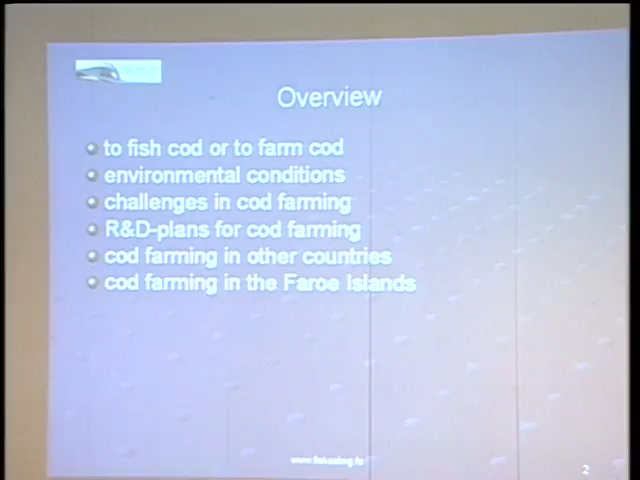 Overview
to fish cod or to farm cod
environmental conditions
challenges in cod farming
R&D-plans for cod farming
cod farming in other countries
cod farming in the Faroe Islands
2